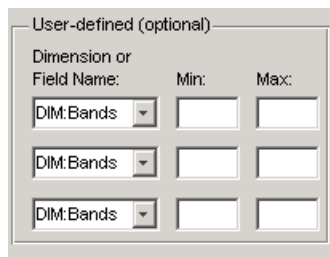 User-defined (optional)
Dimension or
Field Name: Min: Max:
DIM:Bands
DIM:Bands
DIM:Bands